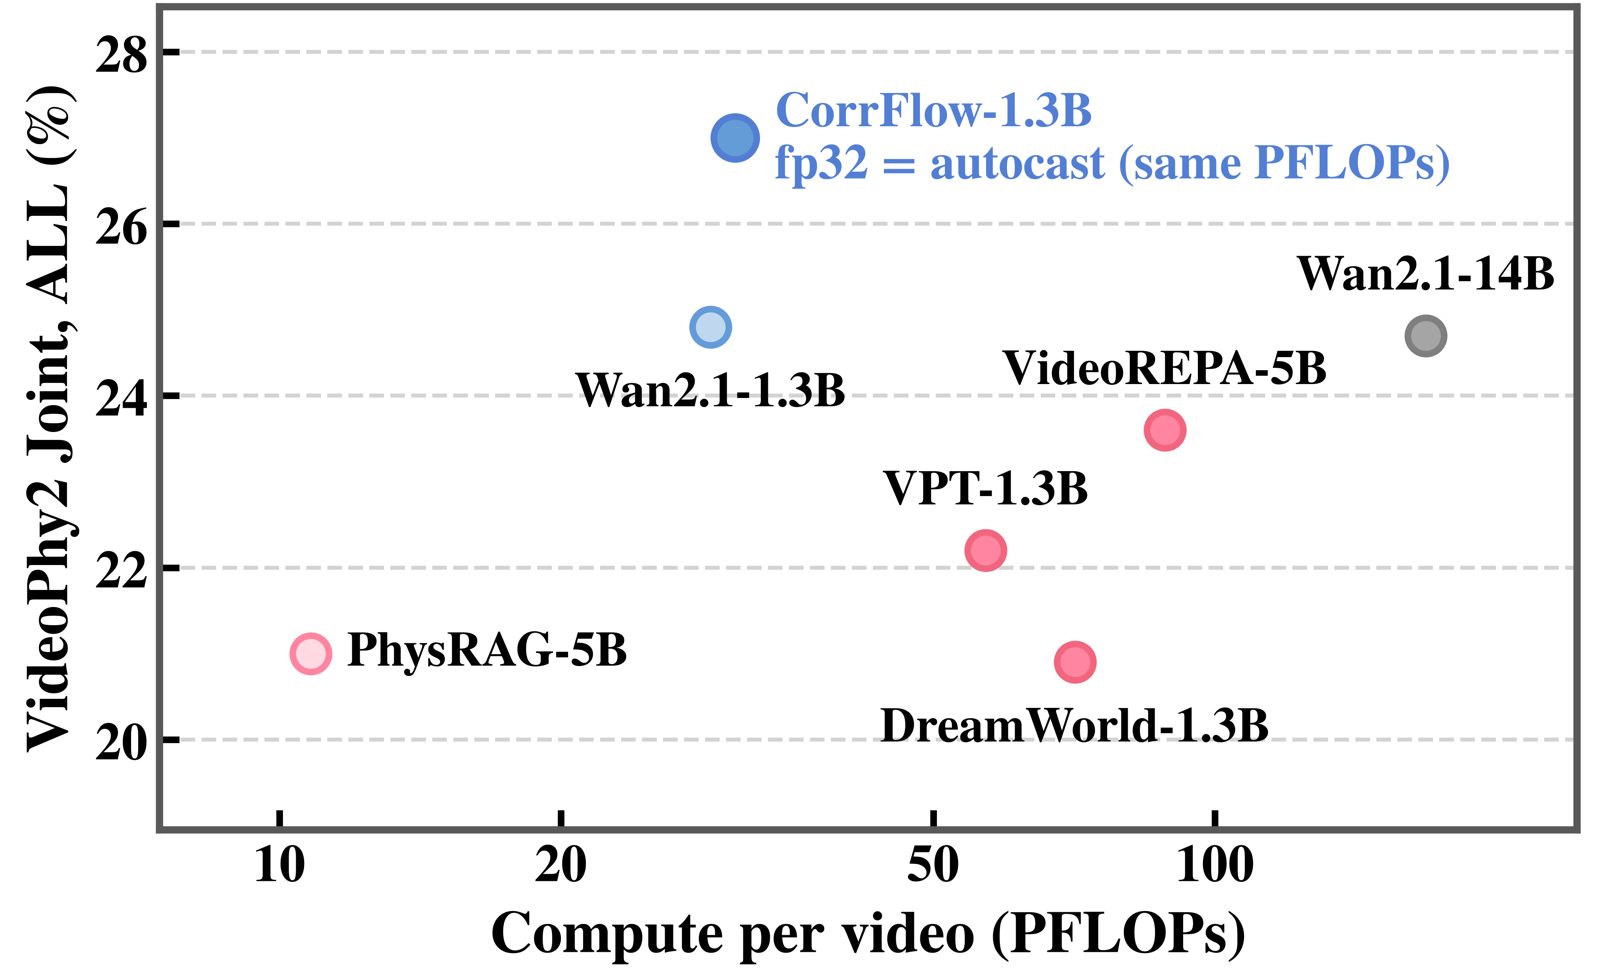 VideoPhy2 Joint, ALL (%)
28
26
24
22
20
CorrFlow-1.3B
fp32 = autocast (same PFLOPs)
Wan2.1-14B
Wan2.1-1.3B
VideoREPA-5B
VPT-1.3B
PhysRAG-5B
DreamWorld-1.3B
10
20
50
100
Compute per video (PFLOPs)